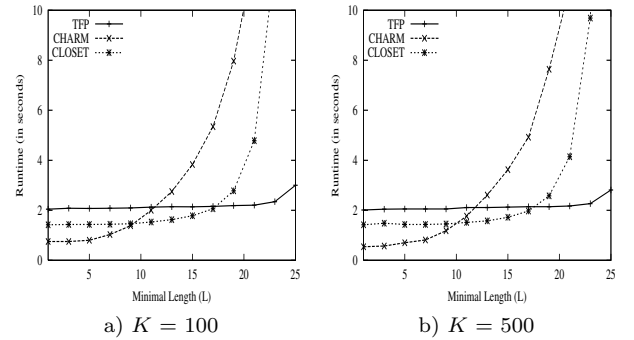 10
8
6
4
2
0
Runtime (in seconds)
TFP
CHARM
CLOSET
5 10 15 20 25
Minimal Length (L)
a) K = 100
10
8
6
4
2
0
Runtime (in seconds)
TFP
CHARM
CLOSET
5 10 15 20 25
Minimal Length (L)
b) K = 500